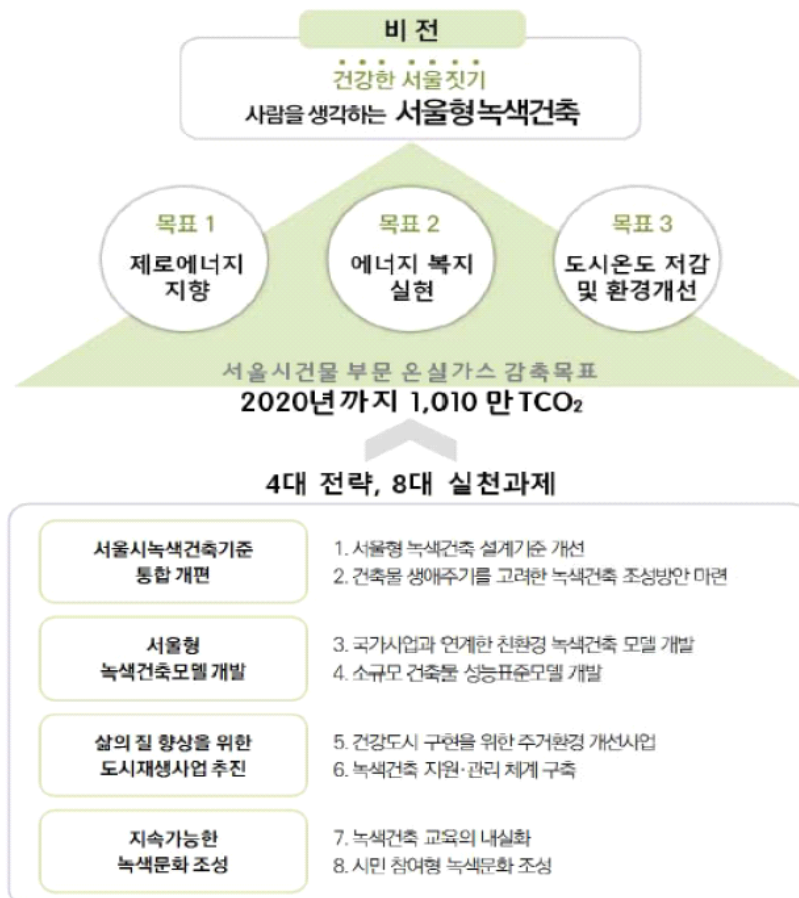 비 전
건강한 서울짓기
사람을 생각하는 서울형녹색건축
목표 1
제로에너지
지향
목표 2
에너지 복지
실현
목표 3
도시온도 저감
및 환경개선
서울시건물 부문 온실가스 감축목표
2020년까지 1,010 만 TCO₂
4대 전략, 8대 실천과제
서울시녹색건축기준
통합 개편
1. 서울형 녹색건축 설계기준 개선
2. 건축물 생애주기를 고려한 녹색건축 조성방안 마련
서울형
녹색건축모델 개발
3. 국가사업과 연계한 친환경 녹색건축 모델 개발
4. 소규모 건축물 성능표준모델 개발
삶의 질 향상을 위한
도시재생사업 추진
5. 건강도시 구현을 위한 주거환경 개선사업
6. 녹색건축 지원·관리 체계 구축
지속가능한
녹색문화 조성
7. 녹색건축 교육의 내실화
8. 시민 참여형 녹색문화 조성